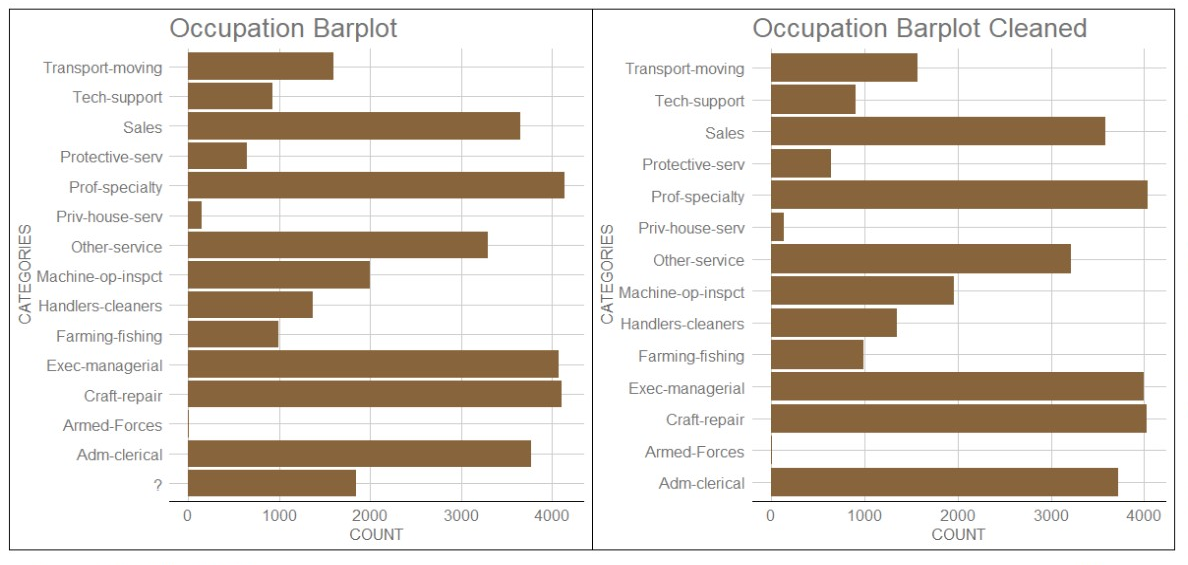 Occupation Barplot
Transport-moving
Tech-support
Sales
Protective-serv
Prof-specialty
Priv-house-serv
Other-service
Machine-op-inspct
Handlers-cleaners
Farming-fishing
Exec-managerial
Craft-repair
Armed-Forces
Adm-clerical
?
CATEGORIES
0 1000 2000 3000 4000
COUNT
Occupation Barplot Cleaned
Transport-moving
Tech-support
Sales
Protective-serv
Prof-specialty
Priv-house-serv
Other-service
Machine-op-inspct
Handlers-cleaners
Farming-fishing
Exec-managerial
Craft-repair
Armed-Forces
Adm-clerical
CATEGORIES
0 1000 2000 3000 4000
COUNT